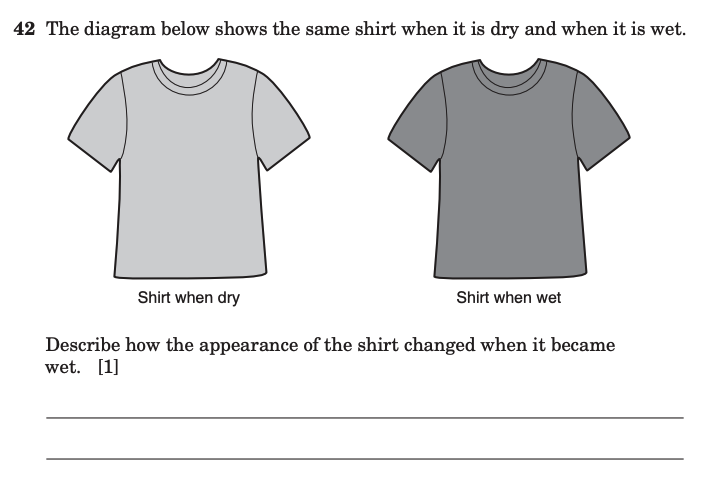 42 The diagram below shows the same shirt when it is dry and when it is wet.
Shirt when dry
Shirt when wet
Describe how the appearance of the shirt changed when it became
wet. [1]